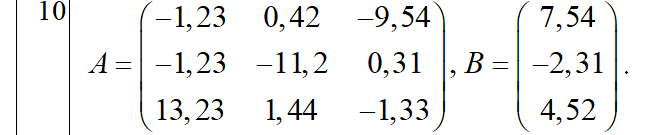 10
−1,23 0,42 −9,54 7,54
A = −1,23 −11,2 0,31 , B = −2,31 .
13,23 1,44 −1,33 4,52